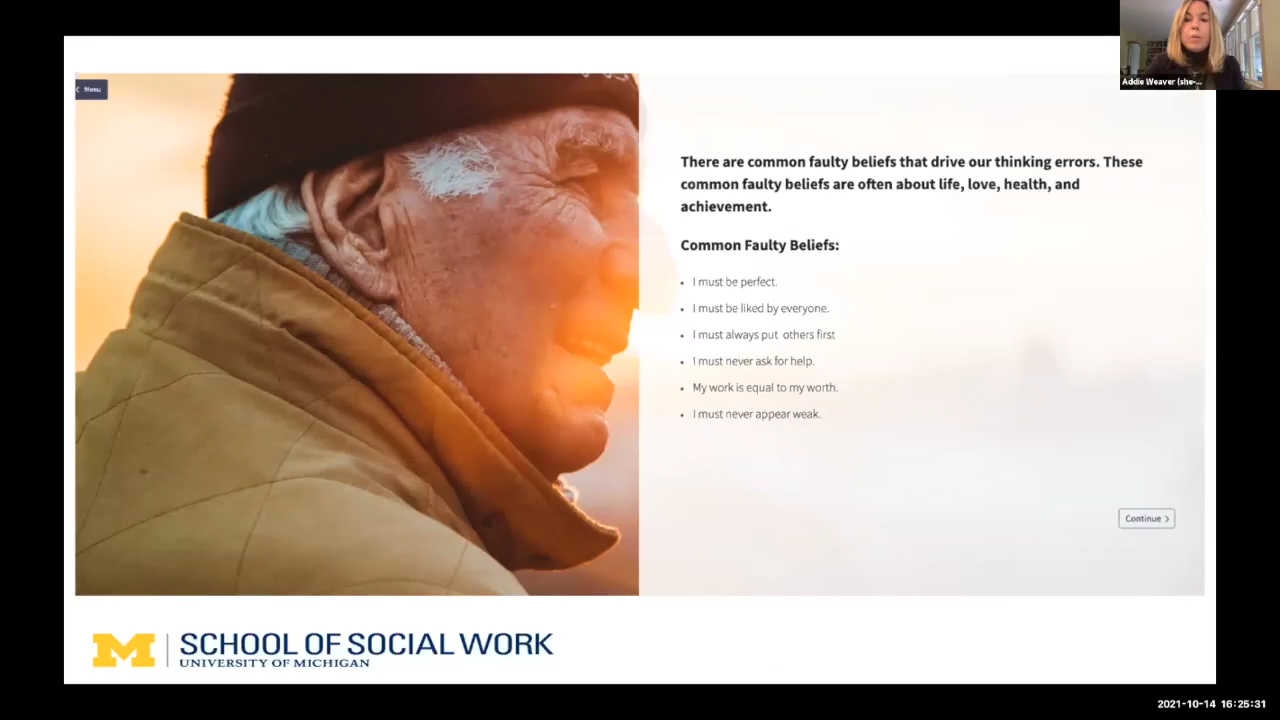 Menu
Addie Weaver (she-...
There are common faulty beliefs that drive our thinking errors. These
common faulty beliefs are often about life, love, health, and
achievement.
Common Faulty Beliefs:
• I must be perfect.
• I must be liked by everyone.
• I must always put  others first
• I must never ask for help.
• My work is equal to my worth.
• I must never appear weak.
Continue
M
SCHOOL OF SOCIAL WORK
UNIVERSITY OF MICHIGAN
2021-10-14 16:25:31